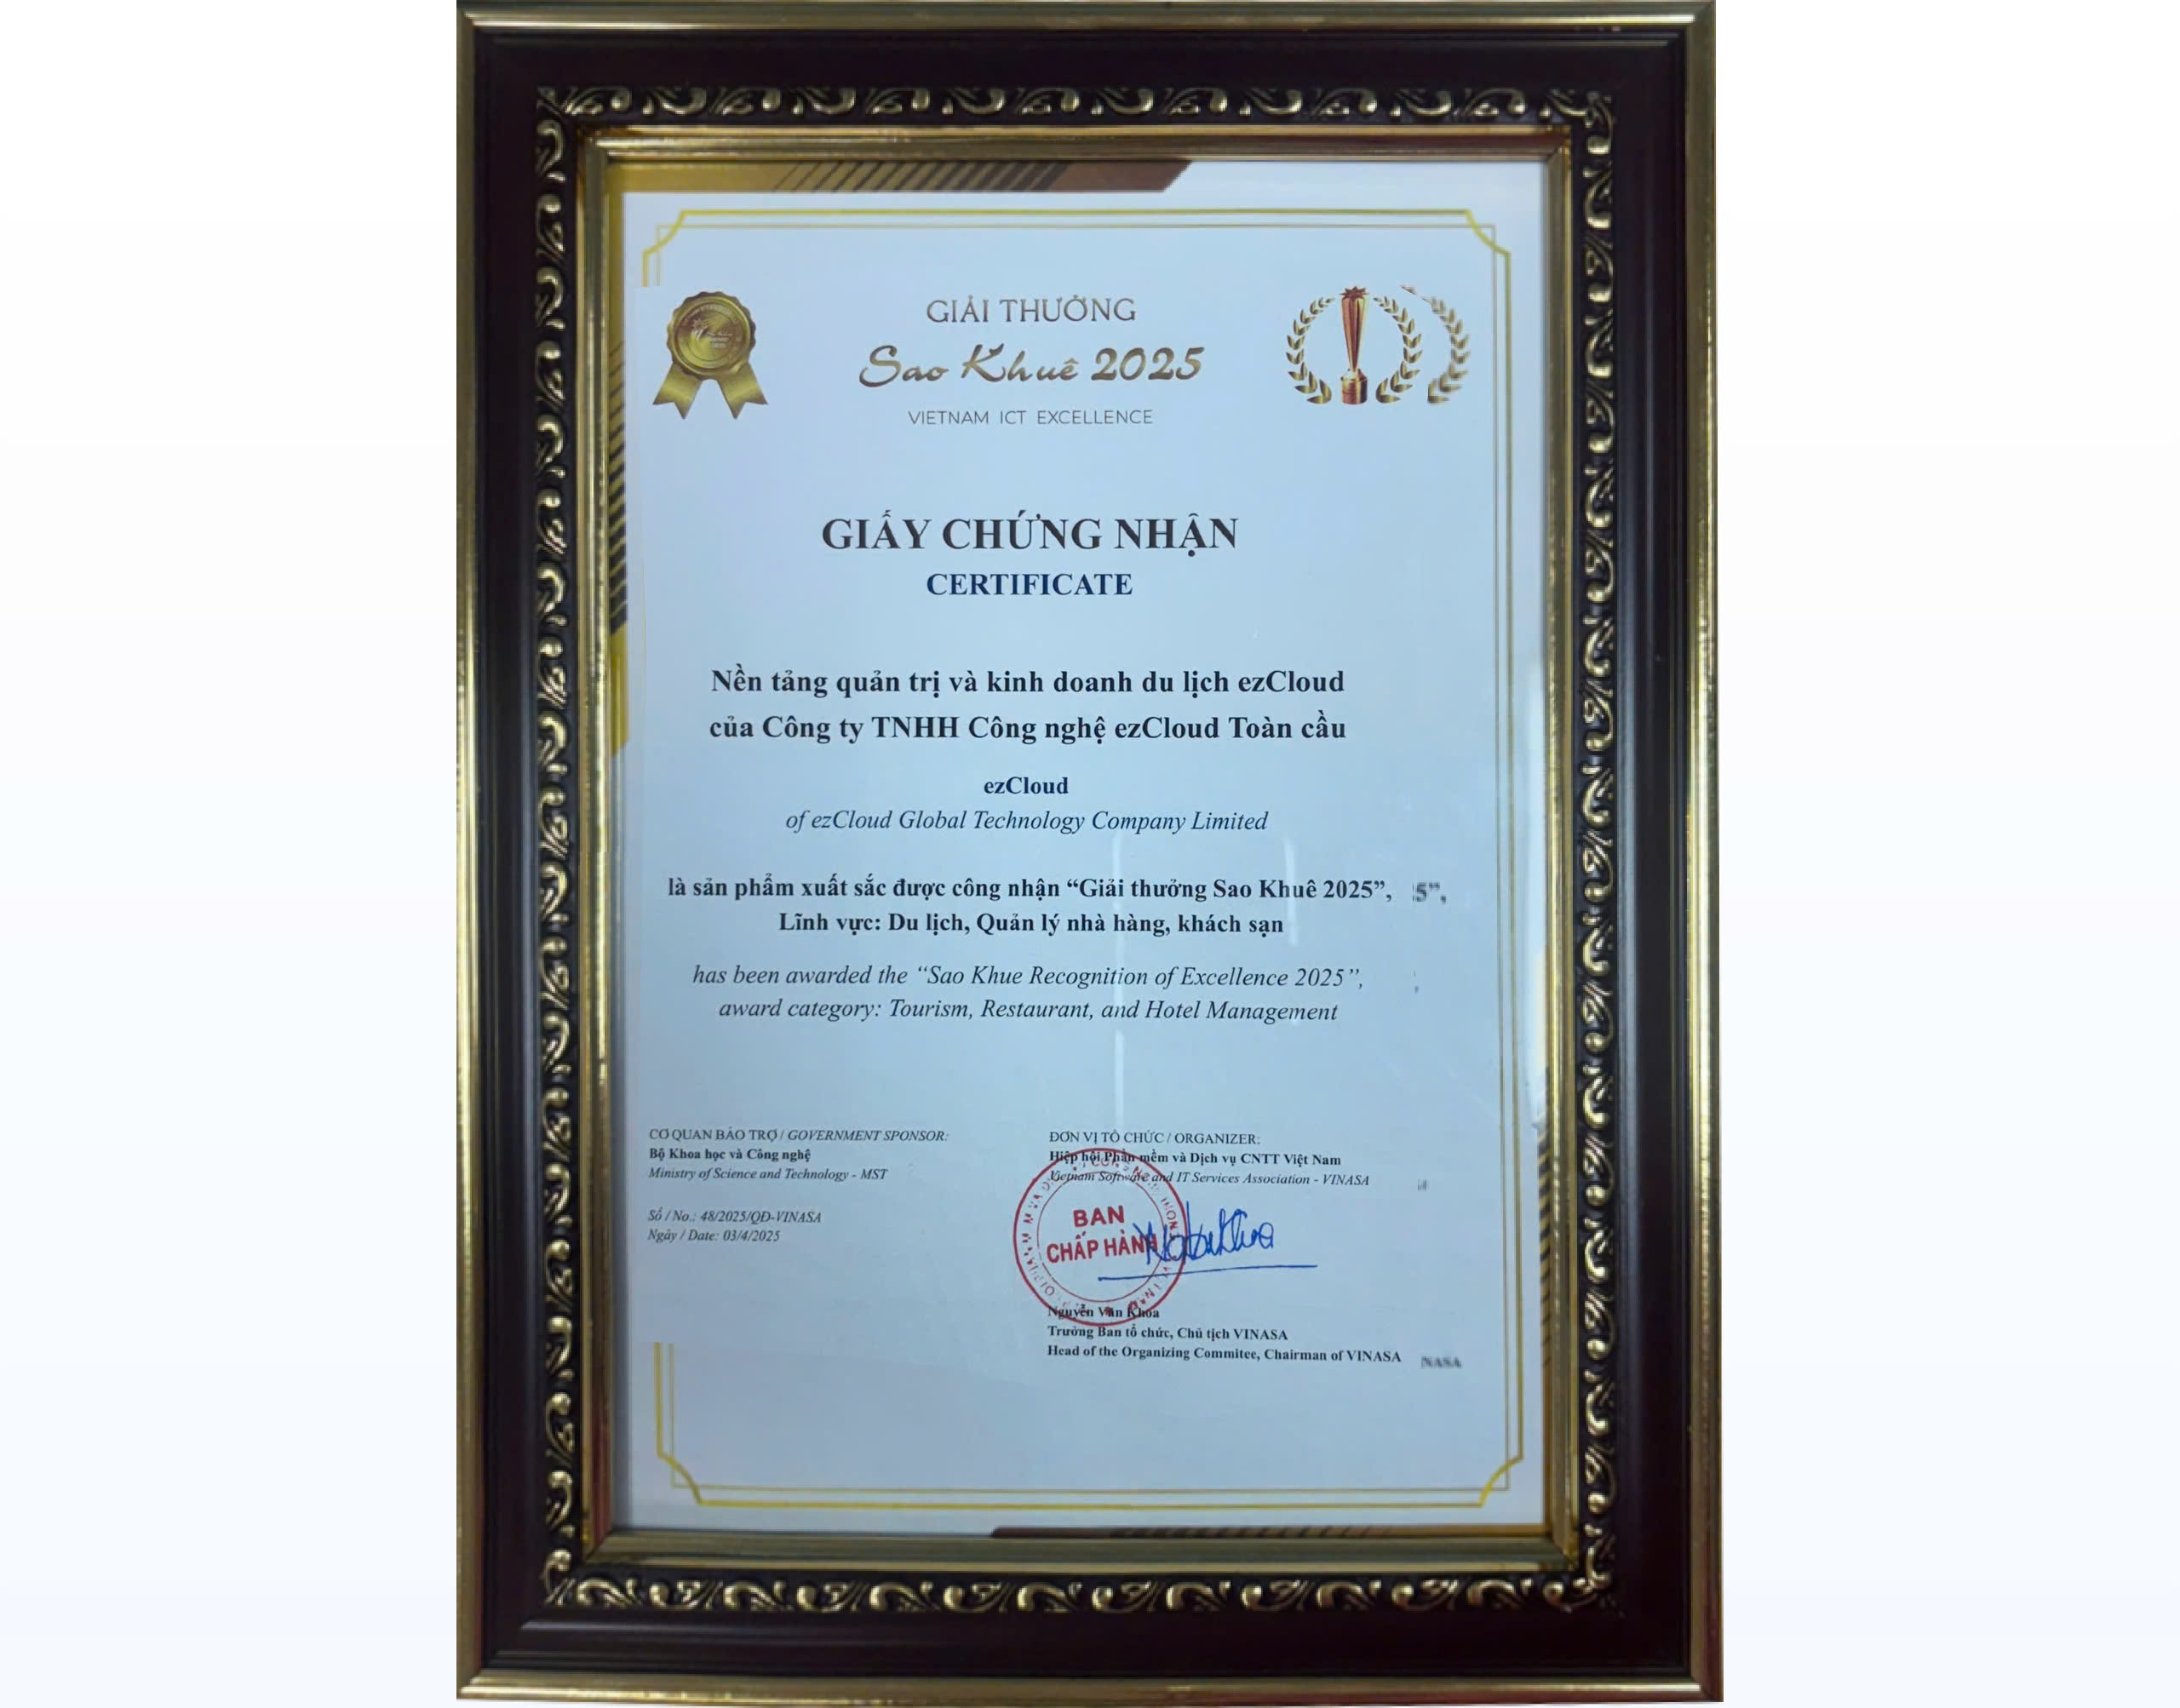 GIẢI THƯỞNG
Sao Khuê 2025
VIETNAM ICT EXCELLENCE
GIẤY CHỨNG NHẬN
CERTIFICATE
Nền tảng quản trị và kinh doanh du lịch ezCloud
của Công ty TNHH Công nghệ ezCloud Toàn cầu
ezCloud
of ezCloud Global Technology Company Limited
là sản phẩm xuất sắc được công nhận “Giải thưởng Sao Khuê 2025”, 5”,
Lĩnh vực: Du lịch, Quản lý nhà hàng, khách sạn
has been awarded the “Sao Khue Recognition of Excellence 2025”,
award category: Tourism, Restaurant, and Hotel Management
CƠ QUAN BẢO TRỢ / GOVERNMENT SPONSOR:
Bộ Khoa học và Công nghệ
Ministry of Science and Technology - MST
Số / No.: 48/2025/QĐ-VINASA
Ngày / Date: 03/4/2025
ĐƠN VỊ TỔ CHỨC / ORGANIZER:
Hiệp hội Phần mềm và Dịch vụ CNTT Việt Nam
Vietnam Software and IT Services Association - VINASA
BAN
CHẤP HÀNH
Nguyễn Văn Khoa
Trưởng Ban tổ chức, Chủ tịch VINASA
Head of the Organizing Commitee, Chairman of VINASA NASA